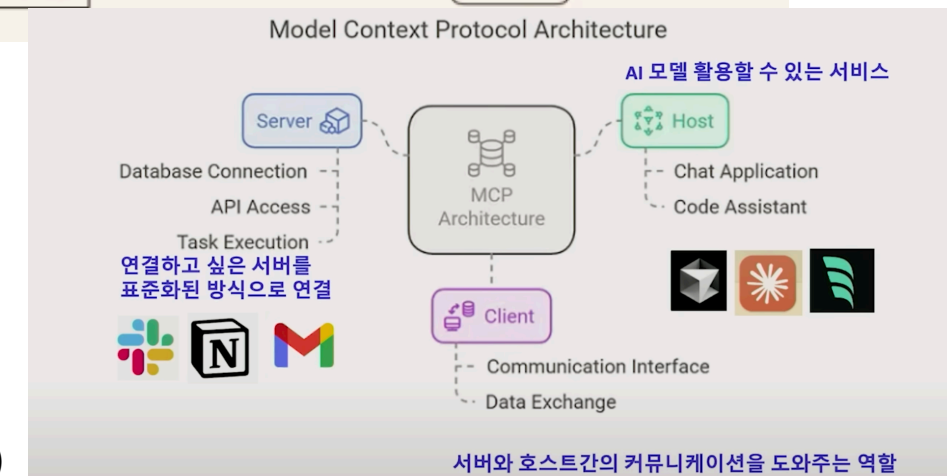 Model Context Protocol Architecture
AI 모델 활용할 수 있는 서비스
Server
Host
Database Connection
API Access
Task Execution
MCP
Architecture
Chat Application
Code Assistant
연결하고 싶은 서버를
표준화된 방식으로 연결
N
Client
Communication Interface
Data Exchange
)
서버와 호스트간의 커뮤니케이션을 도와주는 역할